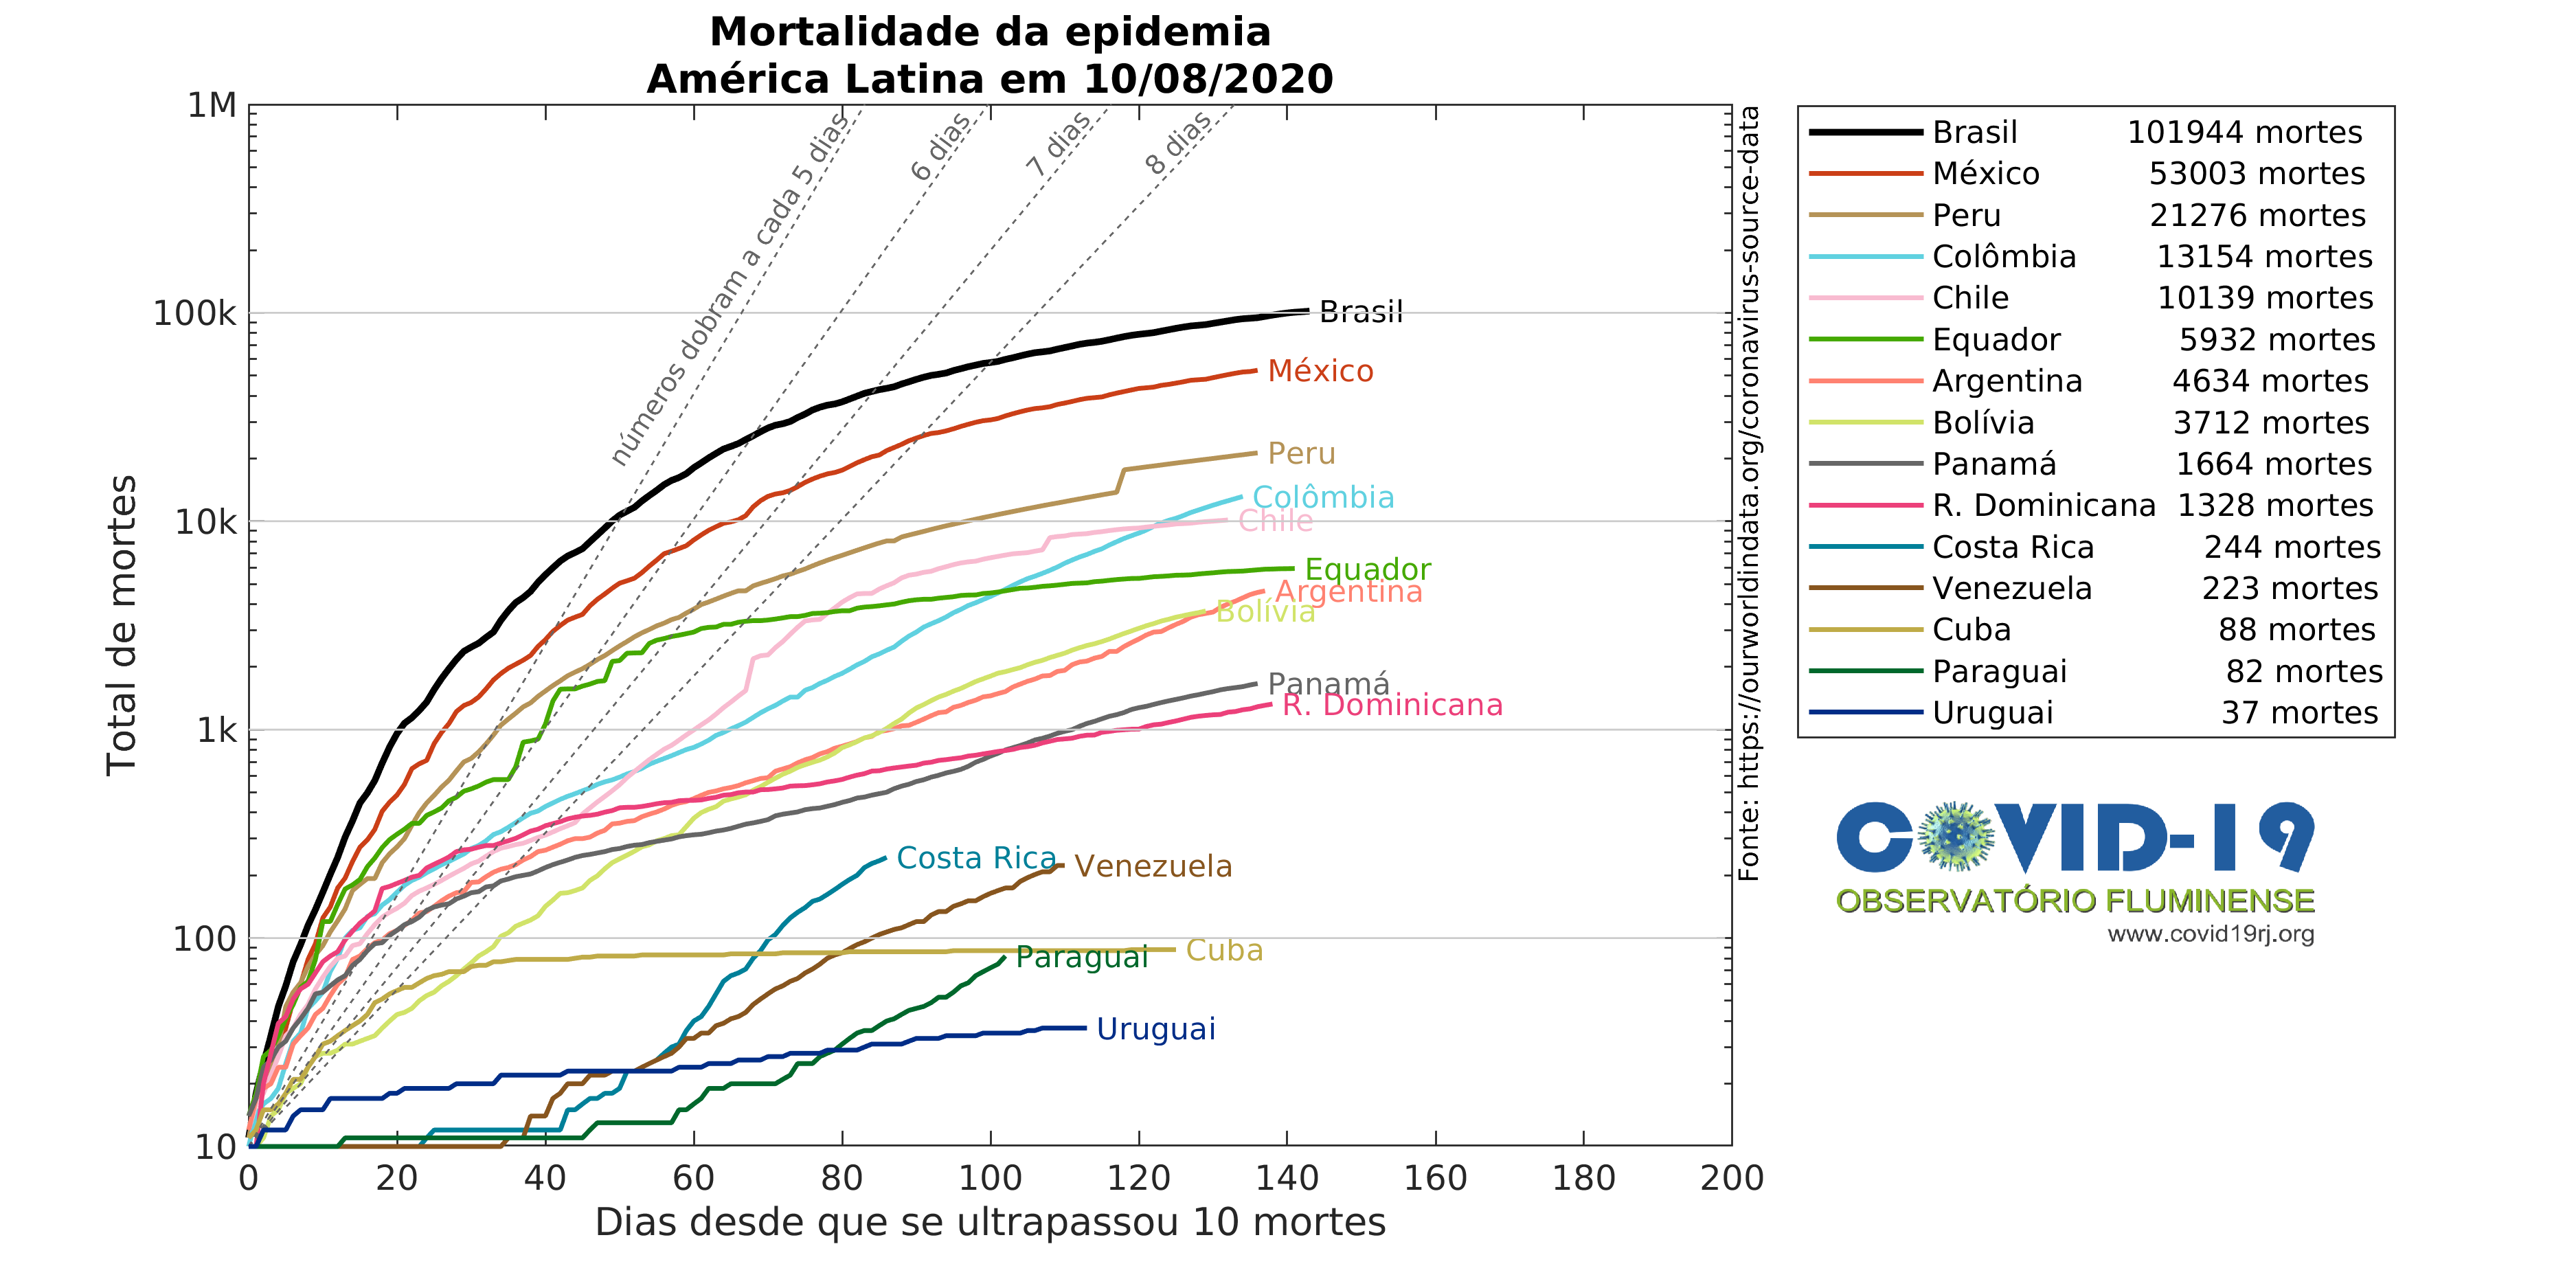 Mortalidade da epidemia
América Latina em 10/08/2020
Total de mortes
1M
100k
10k
1k
100
10
0 20 40 60 80 100 120 140 160 180 200
Dias desde que se ultrapassou 10 mortes
números dobram a cada 5 dias
6 dias
7 dias
8 dias
Brasil
México
Peru
Colômbia
Chile
Equador
Argentina
Bolívia
Panamá
R. Dominicana
Costa Rica
Venezuela
Cuba
Paraguai
Uruguai
Fonte: https://ourworldindata.org/coronavirus-source-data
Brasil 101944 mortes
México 53003 mortes
Peru 21276 mortes
Colômbia 13154 mortes
Chile 10139 mortes
Equador 5932 mortes
Argentina 4634 mortes
Bolívia 3712 mortes
Panamá 1664 mortes
R. Dominicana 1328 mortes
Costa Rica 244 mortes
Venezuela 223 mortes
Cuba 88 mortes
Paraguai 82 mortes
Uruguai 37 mortes
COVID-19
OBSERVATÓRIO FLUMINENSE
www.covid19rj.org